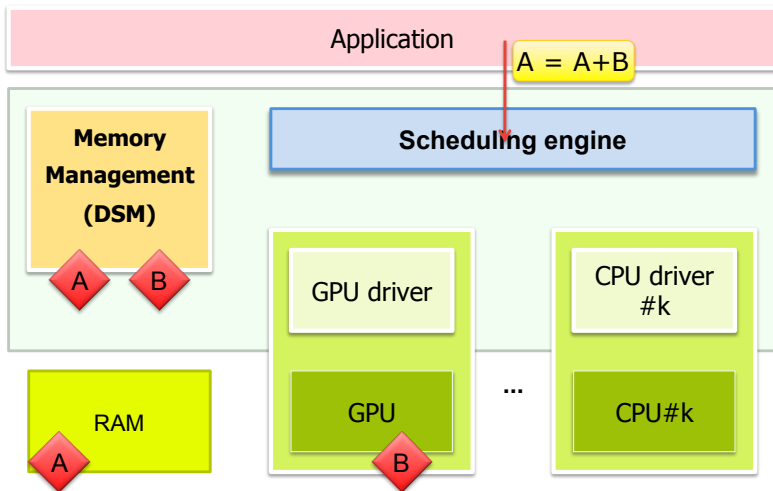 Application
A = A+B
Memory
Management
(DSM)
Scheduling engine
A
B
GPU driver
CPU driver
#k
RAM
GPU
...
CPU#k
A
B